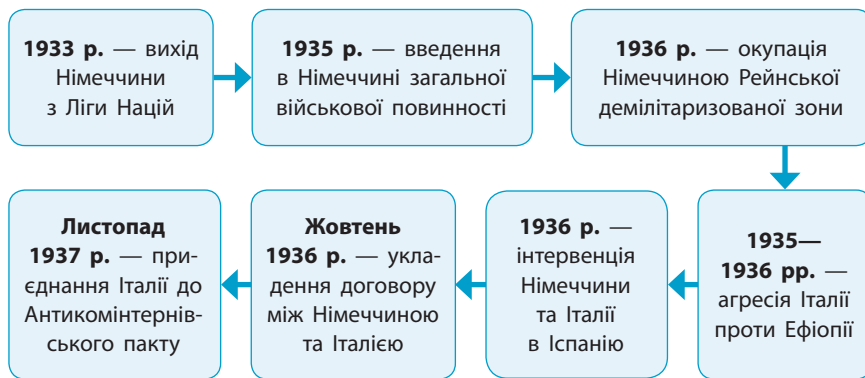 1933 р. — вихід
Німеччини
з Ліги Націй
1935 р. — введення
в Німеччині загальної
військової повинності
1936 р. — окупація
Німеччиною Рейнської
демілітаризованої зони
1935—
1936 рр. —
агресія Італії
проти Ефіопії
1936 р. —
інтервенція
Німеччини
та Італії
в Іспанію
Жовтень
1936 р. — укла-
дення договору
між Німеччиною
та Італією
Листопад
1937 р. — при-
єднання Італії до
Антикомінтернів-
ського пакту